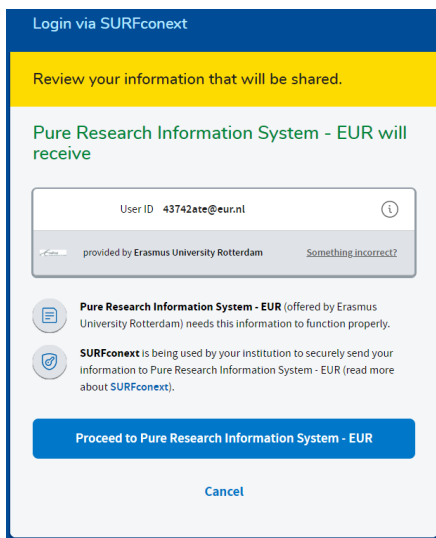 Login via SURFconext
Review your information that will be shared.
Pure Research Information System - EUR will
receive
User ID 43742ate@eur.nl
provided by Erasmus University Rotterdam Something incorrect?
Pure Research Information System - EUR (offered by Erasmus
University Rotterdam) needs this information to function properly.
SURFconext is being used by your institution to securely send your
information to Pure Research Information System - EUR (read more
about SURFconext).
Proceed to Pure Research Information System - EUR
Cancel